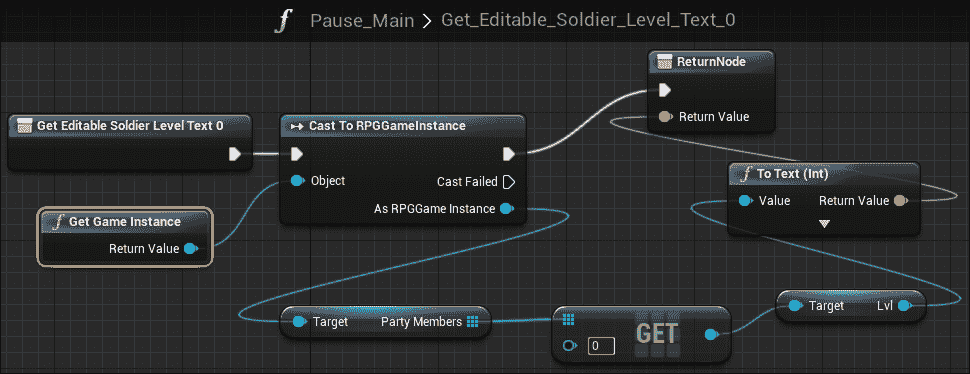 f Pause_Main > Get_Editable_Soldier_Level_Text_0
ReturnNode
Return Value
Get Editable Soldier Level Text 0
Cast To RPGGameInstance
Object
Cast Failed
As RPGGame Instance
f Get Game Instance
Return Value
f To Text (Int)
Value Return Value
Target Party Members
0
GET
Target Lvl